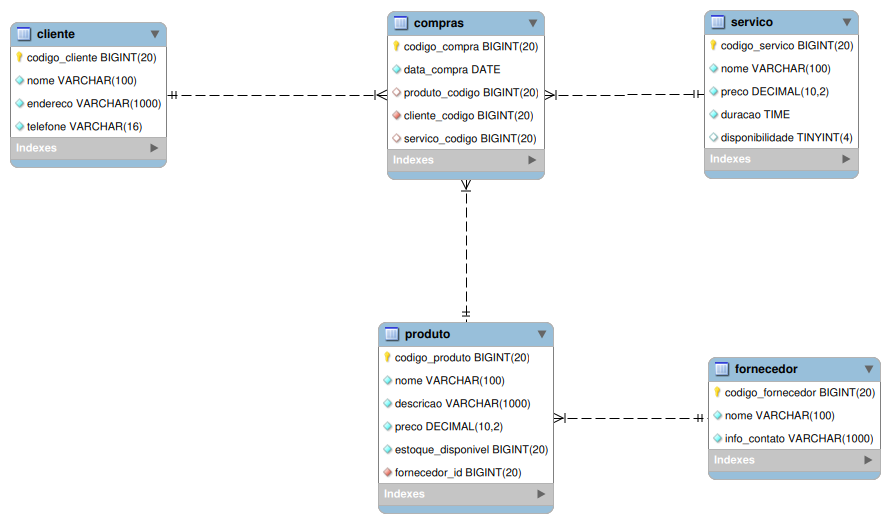 cliente
codigo_cliente BIGINT(20)
nome VARCHAR(100)
endereco VARCHAR(1000)
telefone VARCHAR(16)
Indexes
compras
codigo_compra BIGINT(20)
data_compra DATE
produto_codigo BIGINT(20)
cliente_codigo BIGINT(20)
servico_codigo BIGINT(20)
Indexes
servico
codigo_servico BIGINT(20)
nome VARCHAR(100)
preco DECIMAL(10,2)
duracao TIME
disponibilidade TINYINT(4)
Indexes
produto
codigo_produto BIGINT(20)
nome VARCHAR(100)
descricao VARCHAR(1000)
preco DECIMAL(10,2)
estoque_disponivel BIGINT(20)
fornecedor_id BIGINT(20)
Indexes
fornecedor
codigo_fornecedor BIGINT(20)
nome VARCHAR(100)
info_contato VARCHAR(1000)
Indexes